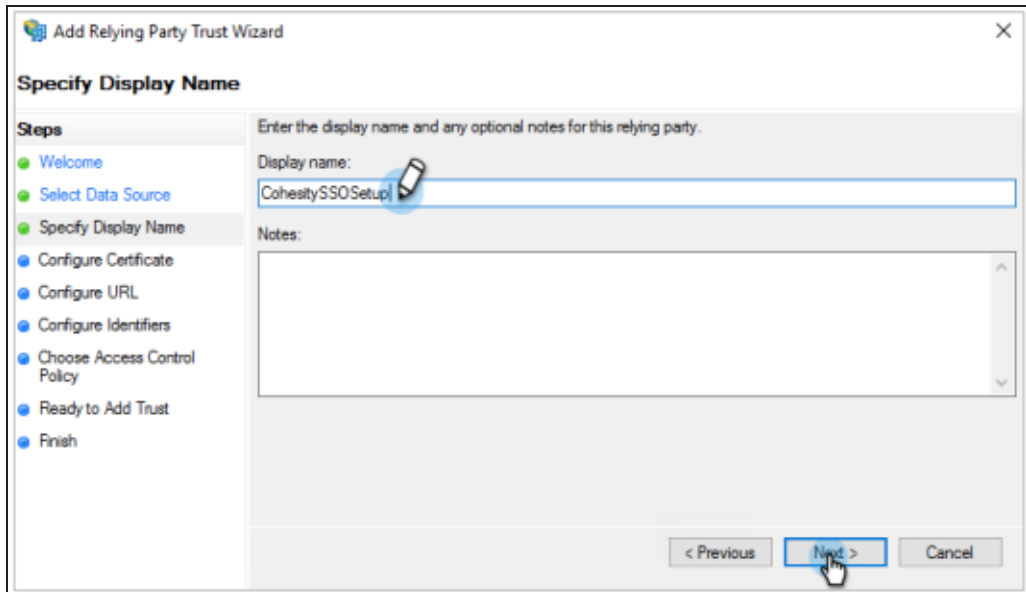 Add Relying Party Trust Wizard
Specify Display Name
Steps
Welcome
Select Data Source
Specify Display Name
Configure Certificate
Configure URL
Configure Identifiers
Choose Access Control
Policy
Ready to Add Trust
Finish
Enter the display name and any optional notes for this relying party.
Display name:
CohesitySSOSetup
Notes:
< Previous
Next >
Cancel